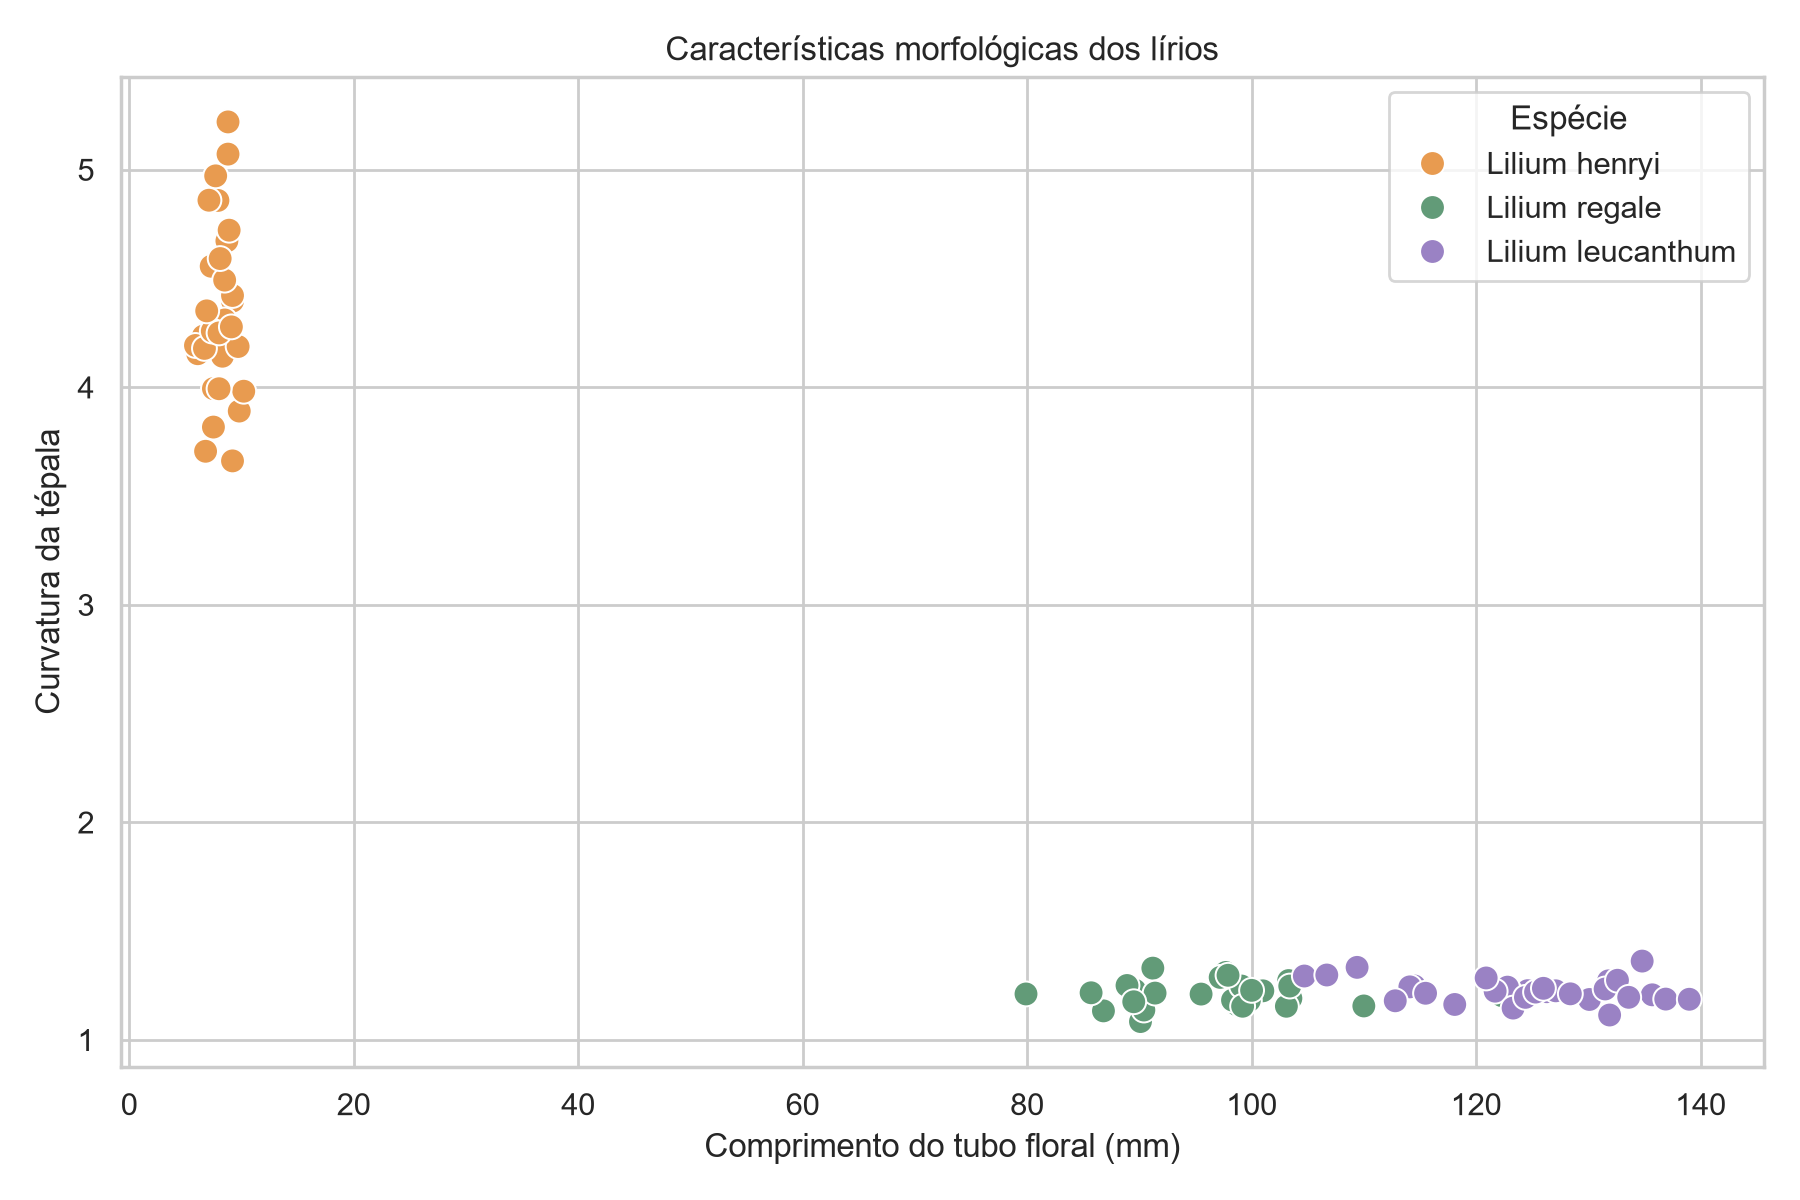 Características morfológicas dos lírios
Espécie
Lilium henryi
Lilium regale
Lilium leucanthum
Curvatura da tépala
5
4
3
2
1
0 20 40 60 80 100 120 140
Comprimento do tubo floral (mm)